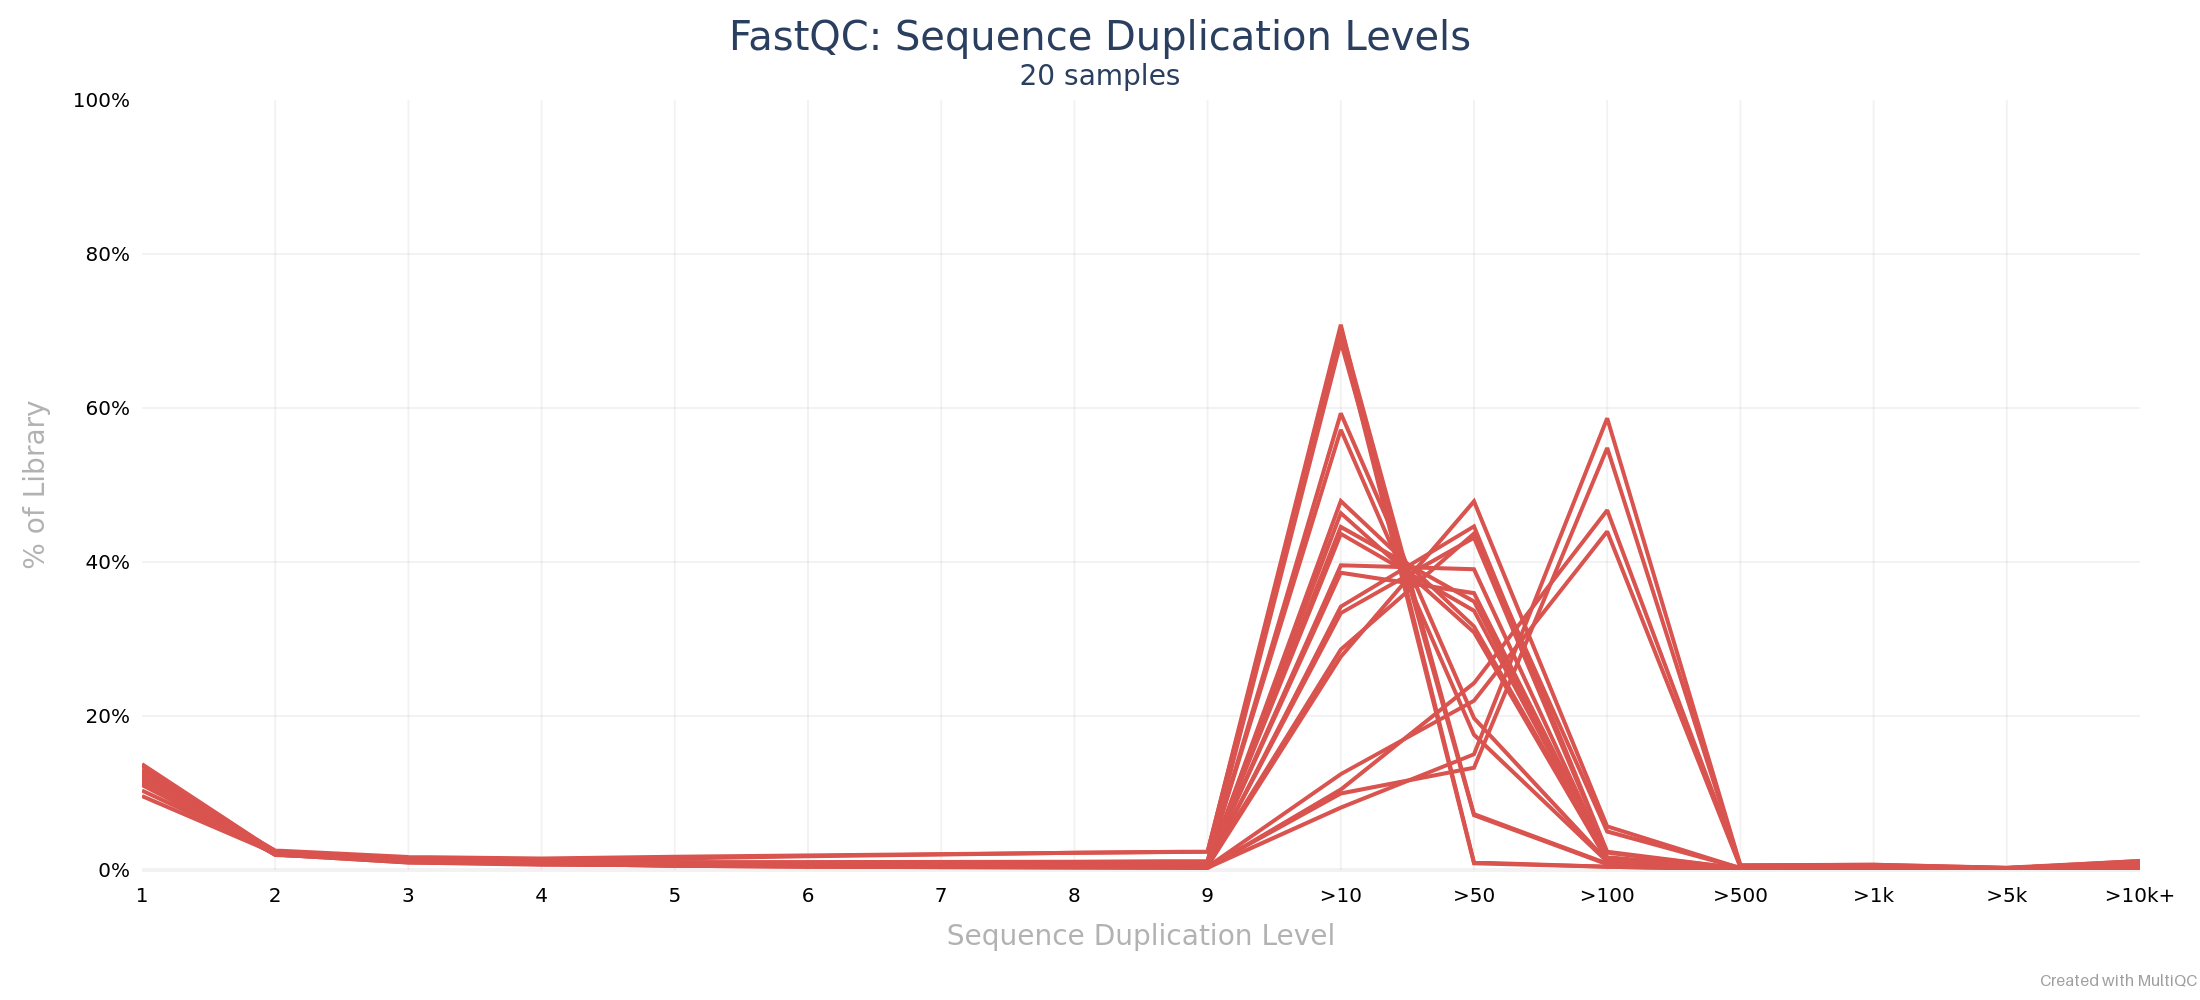 FastQC: Sequence Duplication Levels
20 samples
100%
80%
60%
40%
20%
0%
% of Library
1 2 3 4 5 6 7 8 9 >10 >50 >100 >500 >1k >5k >10k+
Sequence Duplication Level
Created with MultiQC